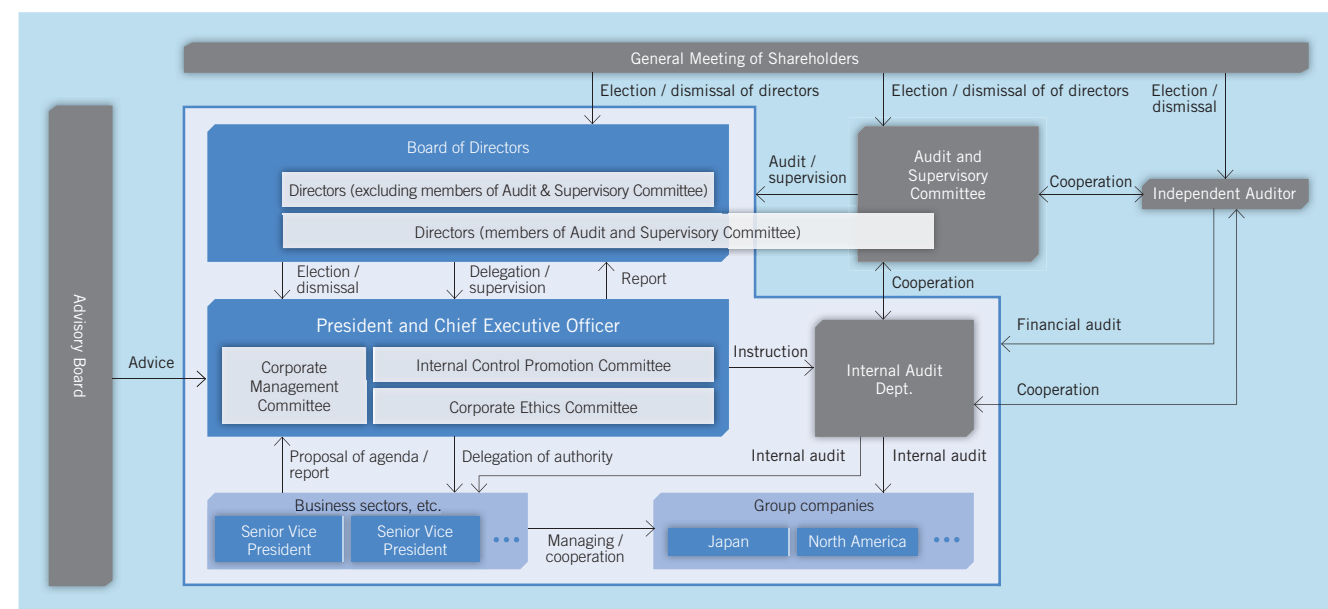 General Meeting of Shareholders
Election / dismissal of directors
Election / dismissal of of directors
Election /
dismissal
Board of Directors
Directors (excluding members of Audit & Supervisory Committee)
Directors (members of Audit and Supervisory Committee)
Audit /
supervision
Audit and
Supervisory
Committee
Cooperation
Independent Auditor
Election /
dismissal
Delegation /
supervision
Report
Cooperation
Advisory Board
Advice
President and Chief Executive Officer
Corporate
Management
Committee
Internal Control Promotion Committee
Corporate Ethics Committee
Instruction
Internal Audit
Dept.
Financial audit
Cooperation
Proposal of agenda /
report
Delegation of authority
Internal audit
Internal audit
Business sectors, etc.
Senior Vice
President
Senior Vice
President
•••
Managing /
cooperation
Group companies
Japan
North America
•••